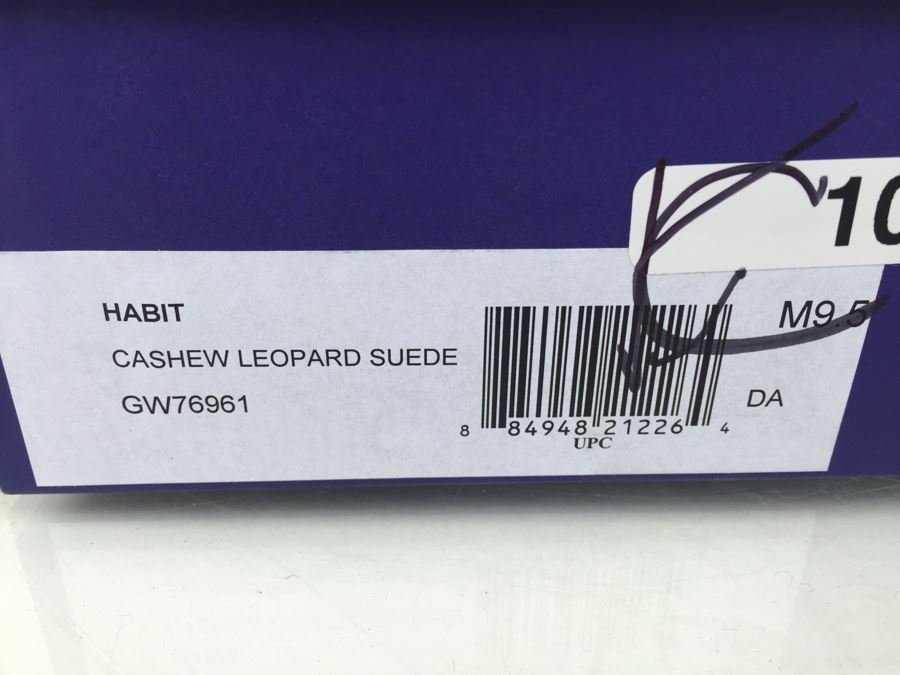 10
HABIT
M9.5
CASHEW LEOPARD SUEDE
GW76961
DA
8 84948 21226 4
UPC